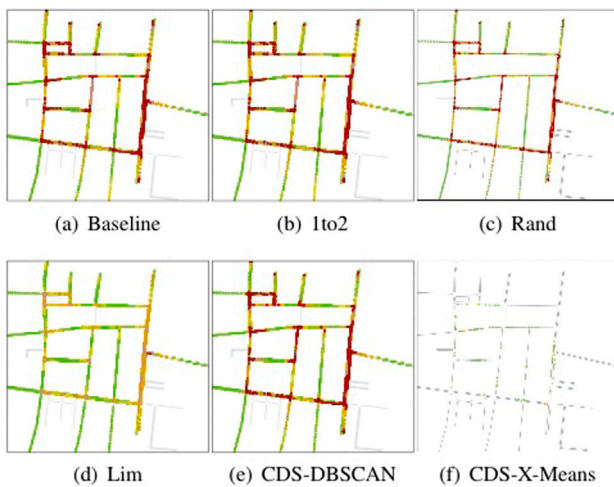 (a) Baseline
(b) 1to2
(c) Rand
(d) Lim
(e) CDS-DBSCAN
(f) CDS-X-Means